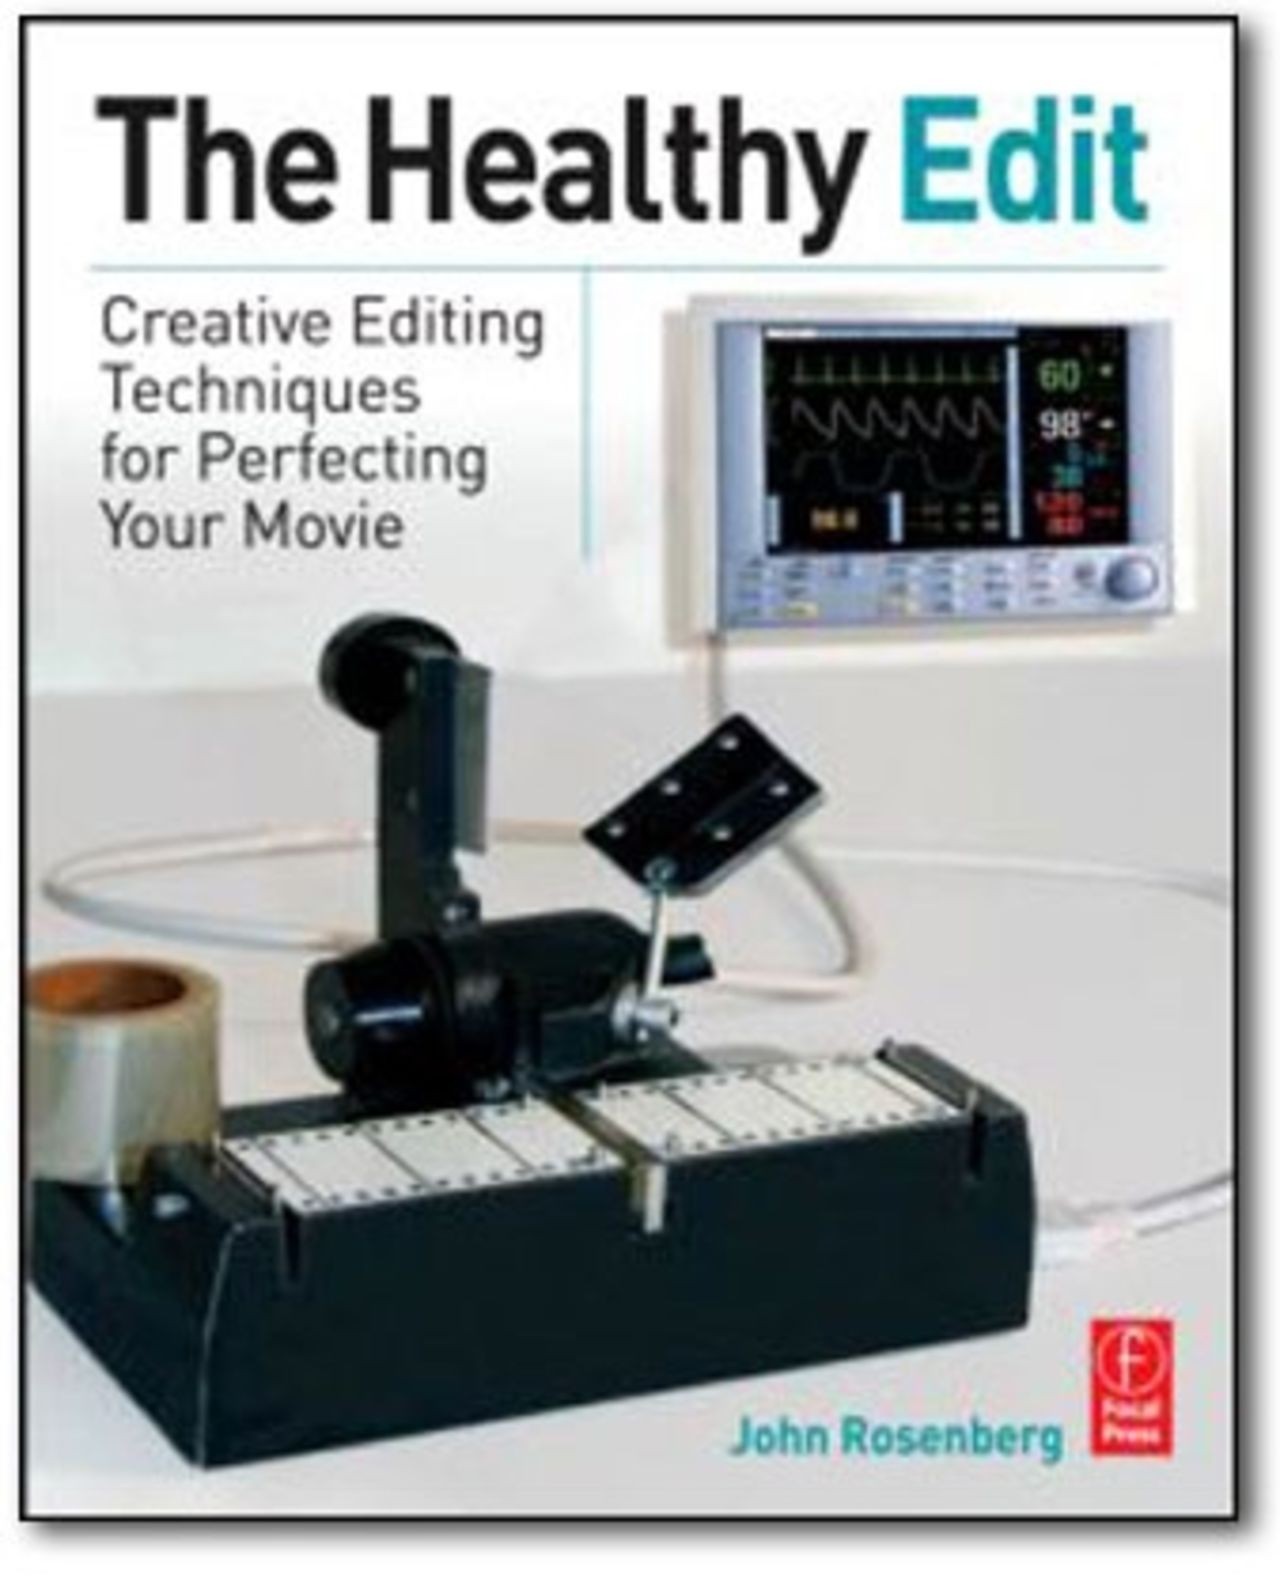 The Healthy Edit
Creative Editing
Techniques
for Perfecting
Your Movie
60
98
John Rosenberg
f
Focal
Press